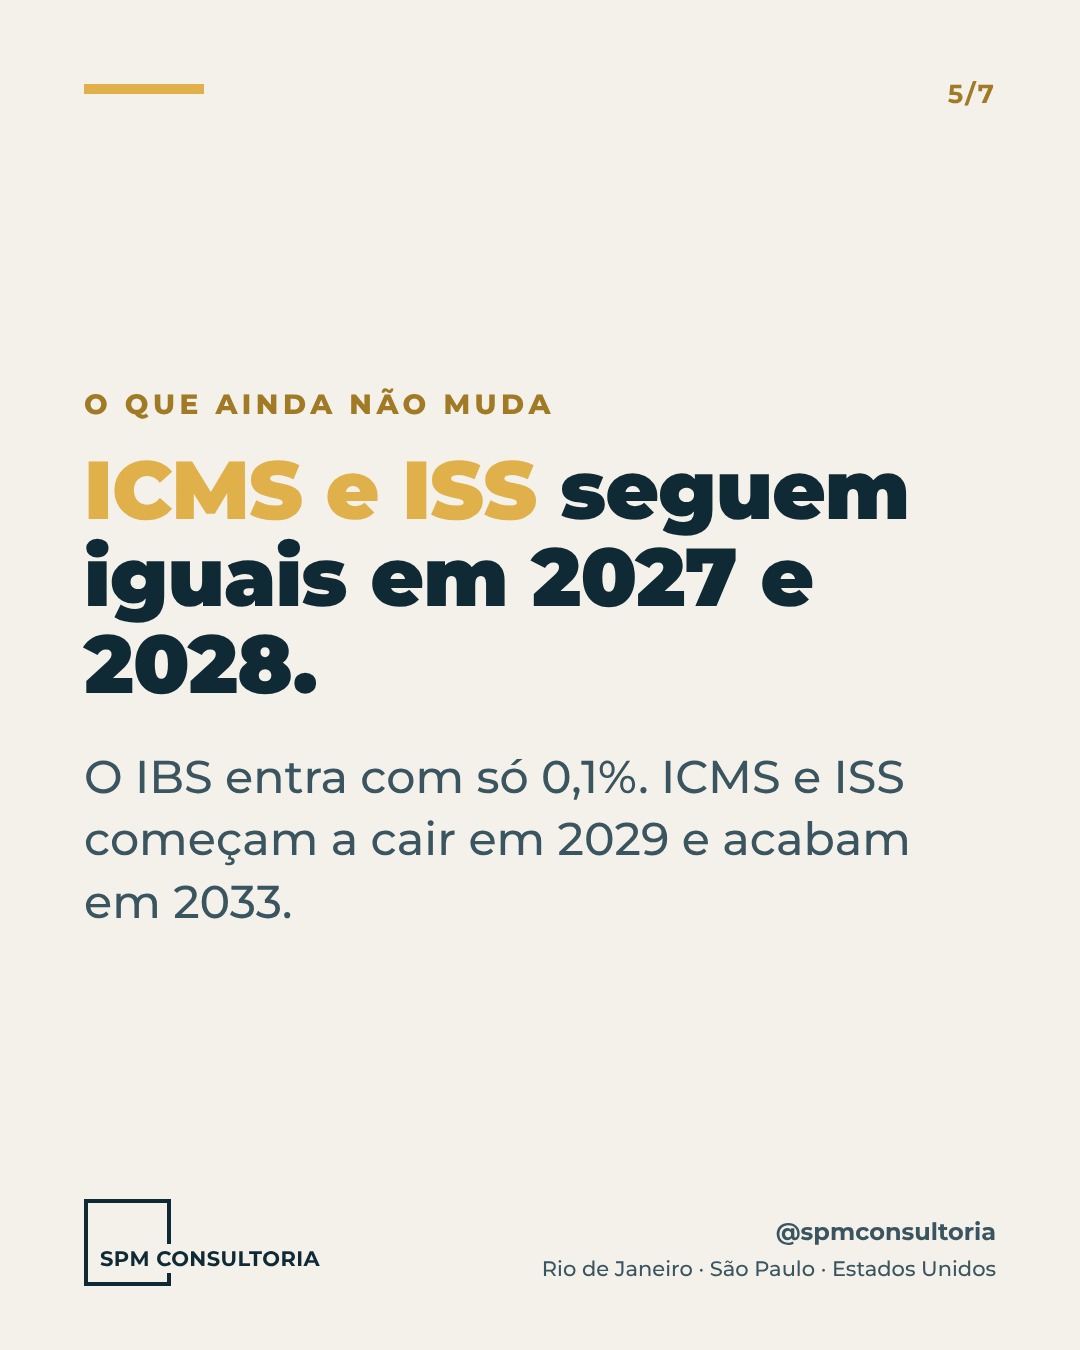 5/7
O QUE AINDA NÃO MUDA
ICMS e ISS seguem
iguais em 2027 e
2028.
O IBS entra com só 0,1%. ICMS e ISS
começam a cair em 2029 e acabam
em 2033.
SPM CONSULTORIA
@spmconsultoria
Rio de Janeiro · São Paulo · Estados Unidos